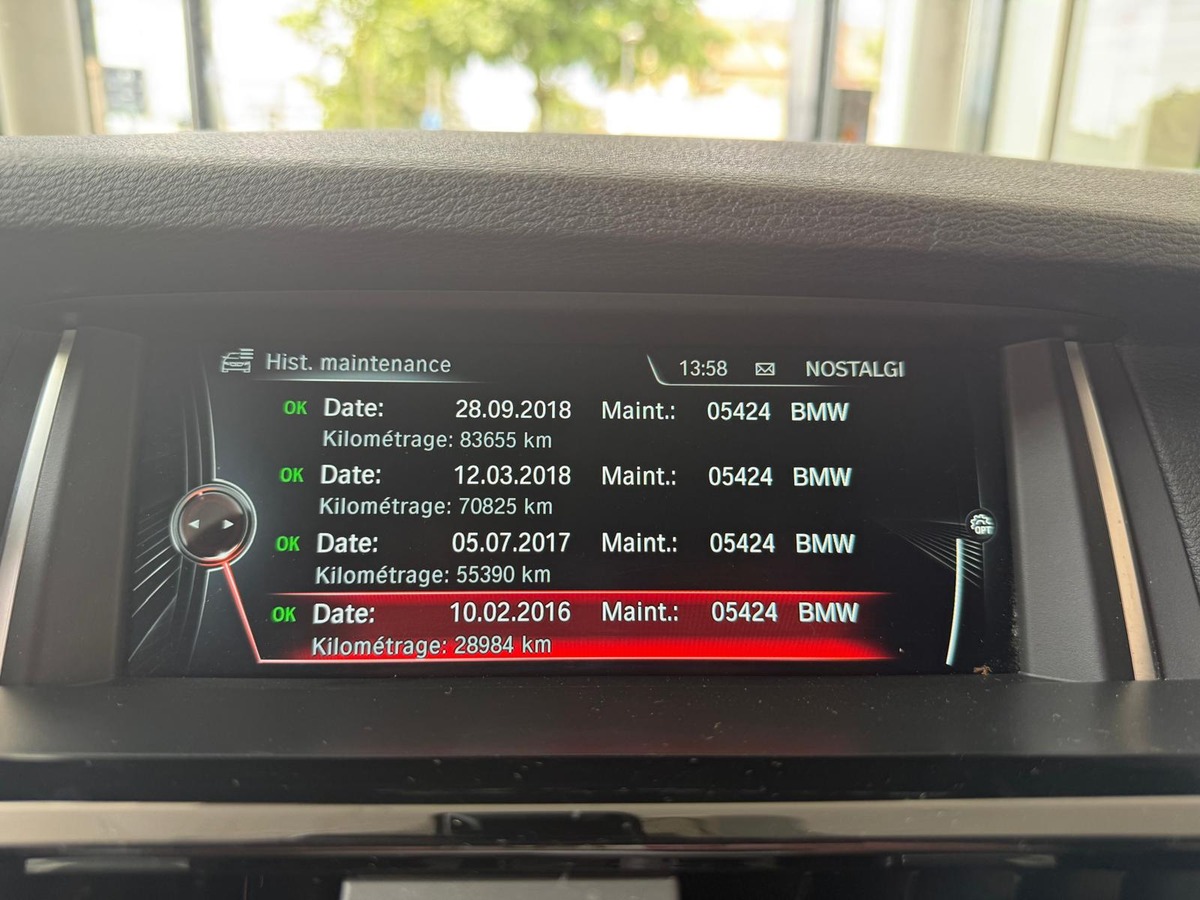 Hist. maintenance 13:58 NOSTALGI
OK Date: 28.09.2018 Maint.: 05424 BMW
Kilométrage: 83655 km
OK Date: 12.03.2018 Maint.: 05424 BMW
Kilométrage: 70825 km
OK Date: 05.07.2017 Maint.: 05424 BMW
OPT
Kilométrage: 55390 km
OK Date: 10.02.2016 Maint.: 05424 BMW
Kilométrage: 28984 km